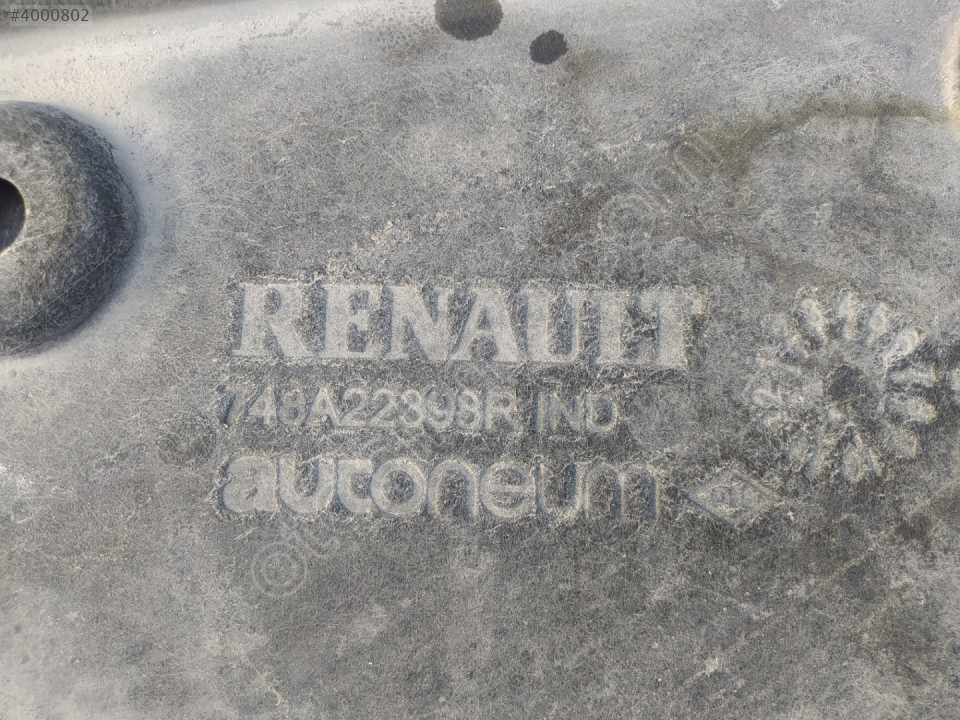 #4000802
RENAULT
748A22398R IND
autoneum